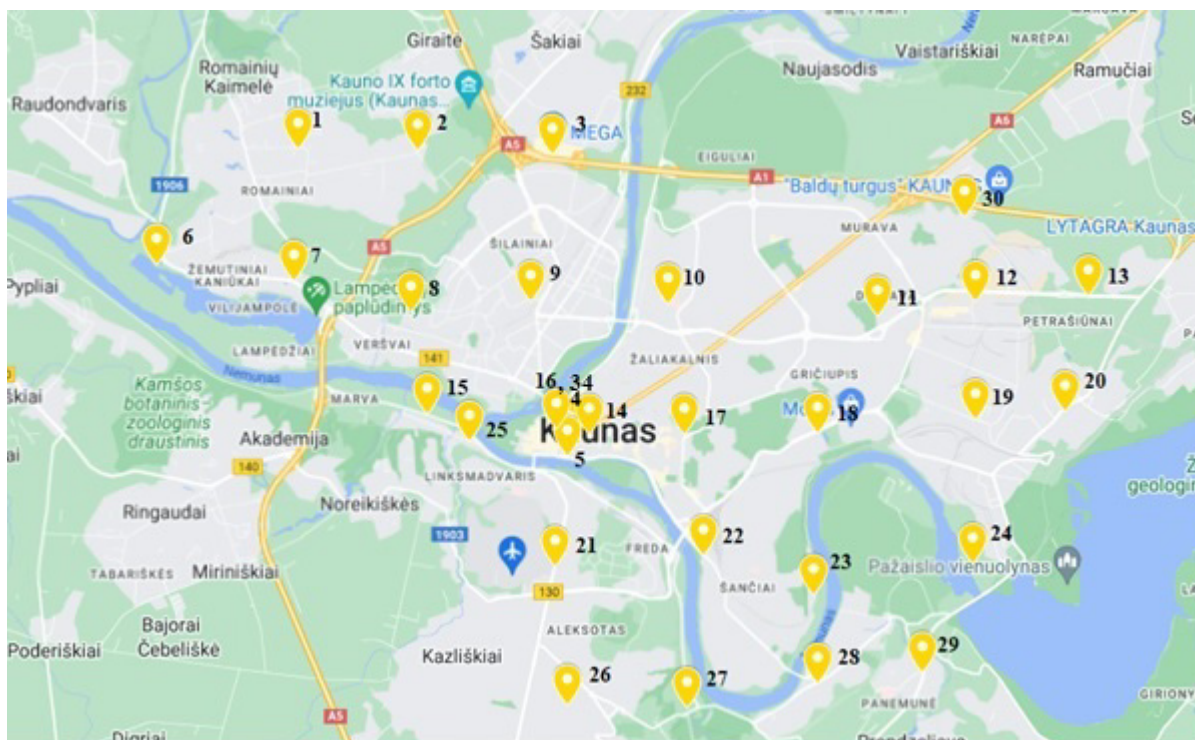 Giraitė
Šakiai
NARĖPAI
Vaistariškiai
Romainių
Kaimelė
Kauno IX forto
muziejus (Kaunas...
232
Naujasodis
Ramučiai
Raudondvaris
1
2
3
MEGA
A5
A6
EIGULIAI
A1
"Baldų turgus" KAUNAS
1906
ROMAINIAI
30
MURAVA
LYTAGRA Kaunas
6
A5
ŠILAINIAI
7
ŽEMUTINIAI
KANIŪKAI
8
9
10
11
12
13
Pypliai
Lampėdžių
paplūdimys
VILIJAMPOLĖ
PETRAŠIŪNAI
LAMPĖDŽIAI
VERŠVAI
141
ŽALIAKALNIS
GRIČIUPIS
Nemunas
Kamšos
botaninis–
zoologinis
draustinis
MARVA
15
16, 34
4
14
17
18
19
20
25
Kaunas
5
Akademija
140
LINKSMADVARIS
Noreikiškės
Ringaudai
1903
21
FREDA
22
24
TABARIŠKĖS
Miriniškiai
130
ŠANČIAI
23
Pažaislio vienuolynas
Bajorai
Čebeliškė
Poderiškiai
ALEKSOTAS
Kazliškiai
26
27
28
29
PANEMUNĖ
A5